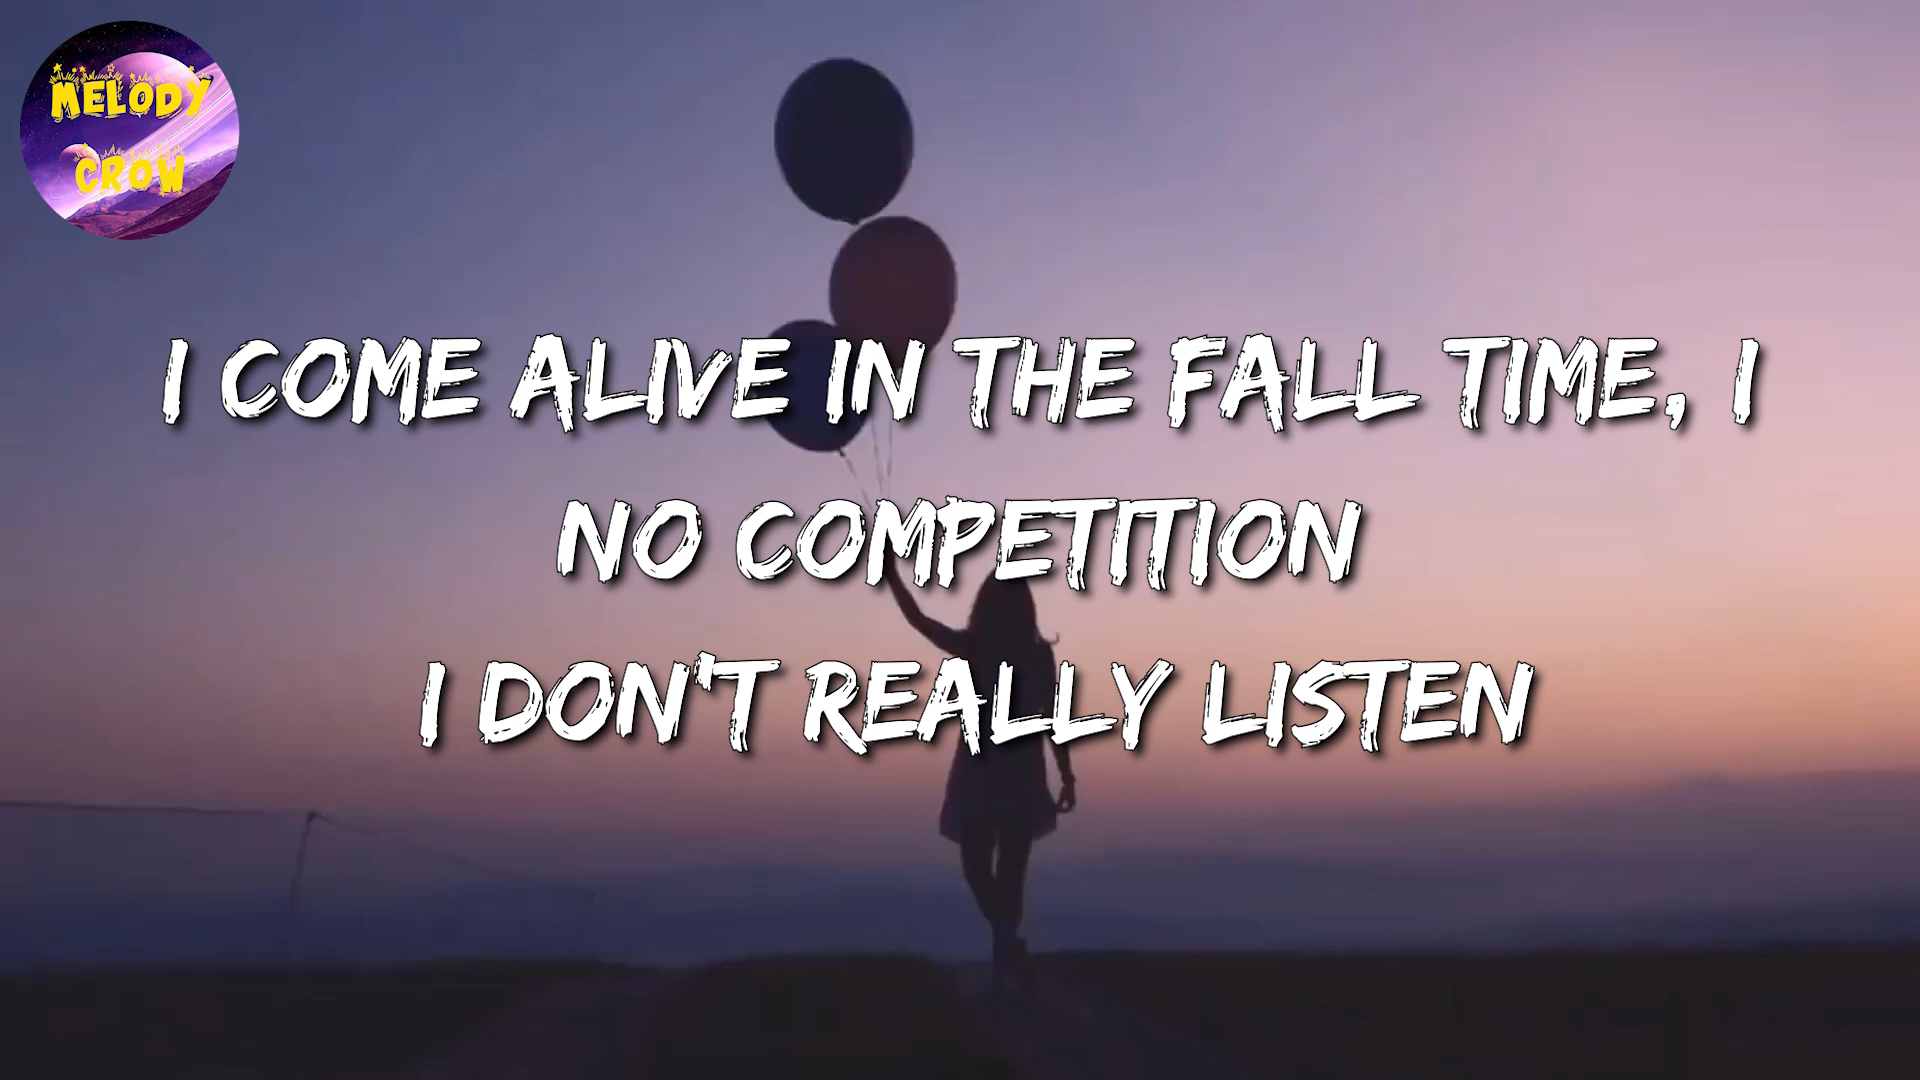 MELODY
CROW
I COME ALIVE IN THE FALL TIME, I
NO COMPETITION
I DON'T REALLY LISTEN